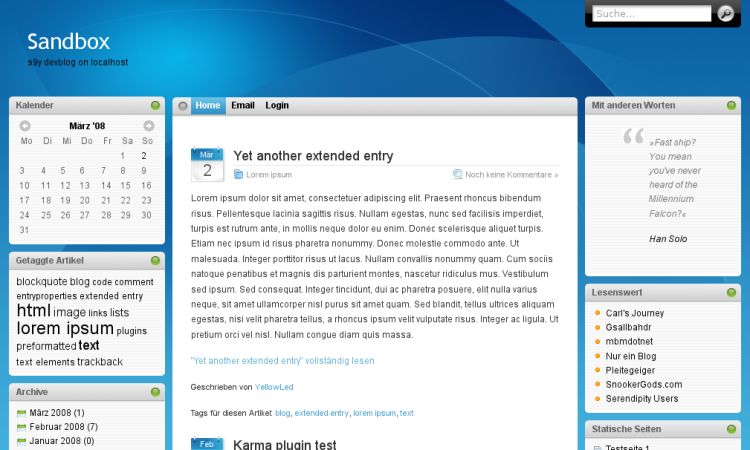 Suche...
Sandbox
s9y devblog on localhost
Kalender
März '08
Mo Di Mi Do Fr Sa So
1 2
3 4 5 6 7 8 9
10 11 12 13 14 15 16
17 18 19 20 21 22 23
24 25 26 27 28 29 30
31
Getaggte Artikel
blockquote blog code comment
entryproperties extended entry
html image links lists
lorem ipsum plugins
preformatted text
text elements trackback
Archive
März 2008 (1)
Februar 2008 (7)
Januar 2008 (0)
Home Email Login
Mär
2
Yet another extended entry
Lorem ipsum
Noch keine Kommentare »
Lorem ipsum dolor sit amet, consectetuer adipiscing elit. Praesent rhoncus bibendum
risus. Pellentesque lacinia sagittis risus. Nullam egestas, nunc sed facilisis imperdiet,
turpis est rutrum ante, in mollis neque dolor eu enim. Donec scelerisque aliquet turpis.
Etiam nec ipsum id risus pharetra nonummy. Donec molestie commodo ante. Ut
malesuada. Integer porttitor risus ut lacus. Nullam convallis nonummy quam. Cum sociis
natoque penatibus et magnis dis parturient montes, nascetur ridiculus mus. Vestibulum
sed ipsum. Sed consequat. Integer tincidunt, dui ac pharetra posuere, elit nulla varius
neque, sit amet ullamcorper nisl purus sit amet quam. Sed blandit, tellus ultrices aliquam
egestas, nisi velit pharetra tellus, a rhoncus ipsum velit vulputate risus. Integer ac ligula. Ut
pretium orci vel nisl. Nullam congue diam quis massa.
"Yet another extended entry" vollständig lesen
Geschrieben von YellowLed
Tags für diesen Artikel: blog, extended entry, lorem ipsum, text
Feb
Karma plugin test
Mit anderen Worten
»Fast ship?
You mean
you've never
heard of the
Millennium
Falcon?«
Han Solo
Lesenswert
Carl's Journey
Gsallbahdr
mbmdotnet
Nur ein Blog
Pleitegeiger
SnookerGods.com
Serendipity Users
Statische Seiten
Testseite 1